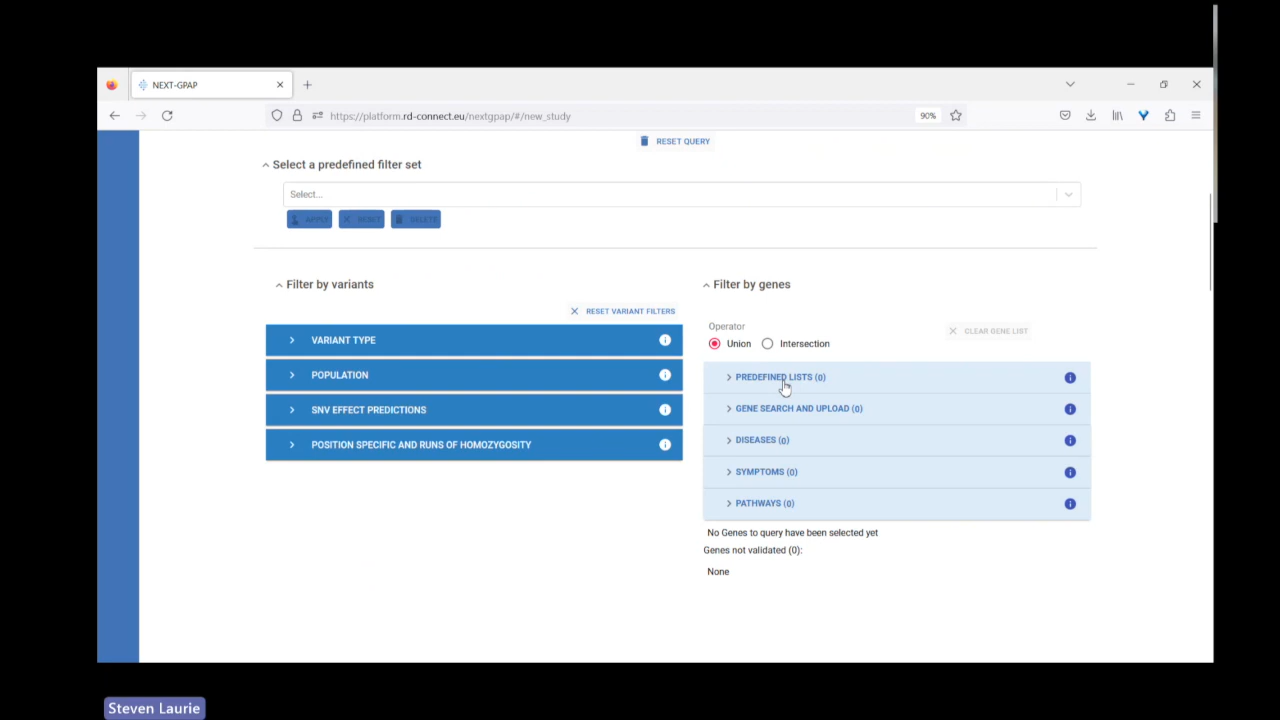 NEXT-GPAP
https://platform.rd-connect.eu/nextgpap/#/new_study
90%
RESET QUERY
Select a predefined filter set
Select...
APPLY
RESET
DELETE
Filter by variants
RESET VARIANT FILTERS
VARIANT TYPE
POPULATION
SNV EFFECT PREDICTIONS
POSITION SPECIFIC AND RUNS OF HOMOZYGOSITY
Filter by genes
Operator
Union
Intersection
CLEAR GENE LIST
PREDEFINED LISTS (0)
GENE SEARCH AND UPLOAD (0)
DISEASES (0)
SYMPTOMS (0)
PATHWAYS (0)
No Genes to query have been selected yet
Genes not validated (0):
None
Steven Laurie